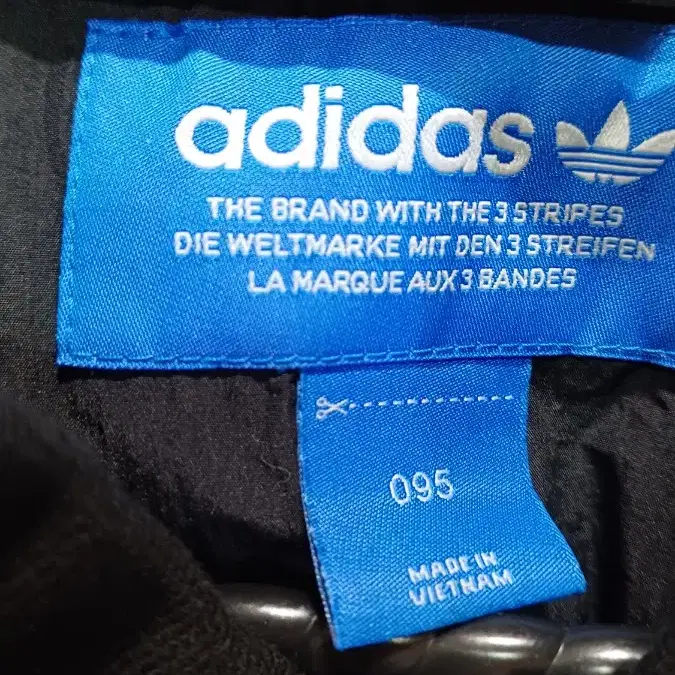 adidas
THE BRAND WITH THE 3 STRIPES
DIE WELTMARKE MIT DEN 3 STREIFEN
LA MARQUE AUX 3 BANDES
095
MADE IN
VIETNAM